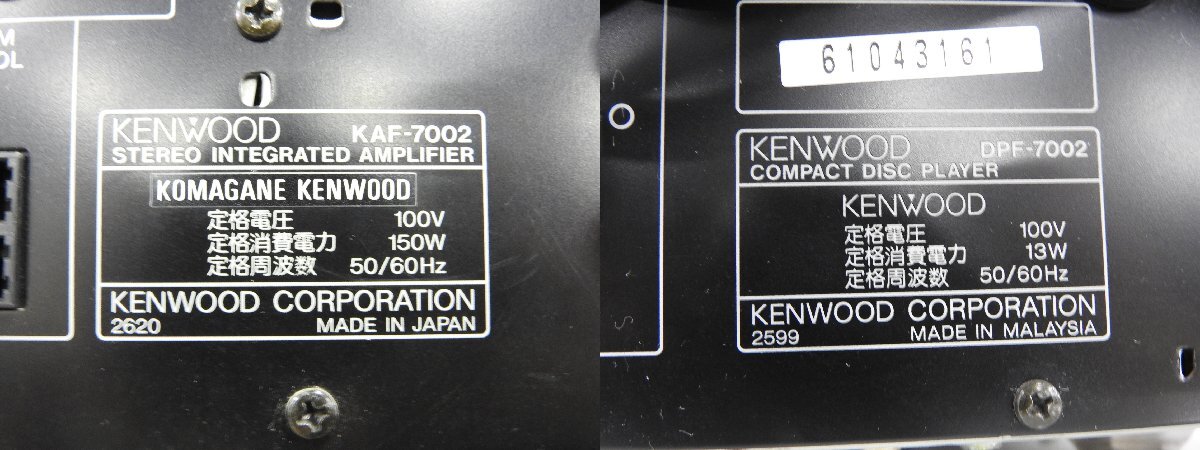 M
OL
KENWOOD KAF-7002
STEREO INTEGRATED AMPLIFIER
KOMAGANE KENWOOD
定格電圧 100V
定格消費電力 150W
定格周波数 50/60Hz
KENWOOD CORPORATION
2620 MADE IN JAPAN
61043161
KENWOOD DPF-7002
COMPACT DISC PLAYER
KENWOOD
定格電圧 100V
定格消費電力 13W
定格周波数 50/60Hz
KENWOOD CORPORATION
2599 MADE IN MALAYSIA